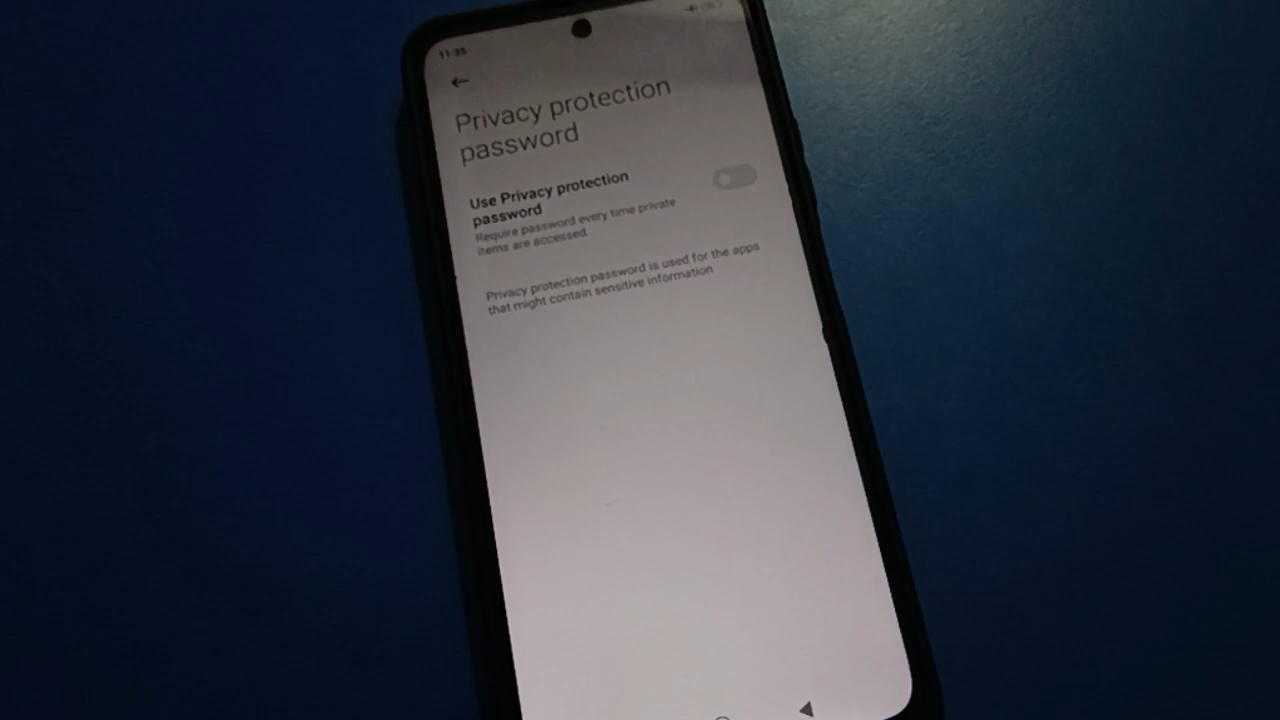 11:35
Privacy protection
password
Use Privacy protection
password
Require password every time private
items are accessed.
Privacy protection password is used for the apps
that might contain sensitive information